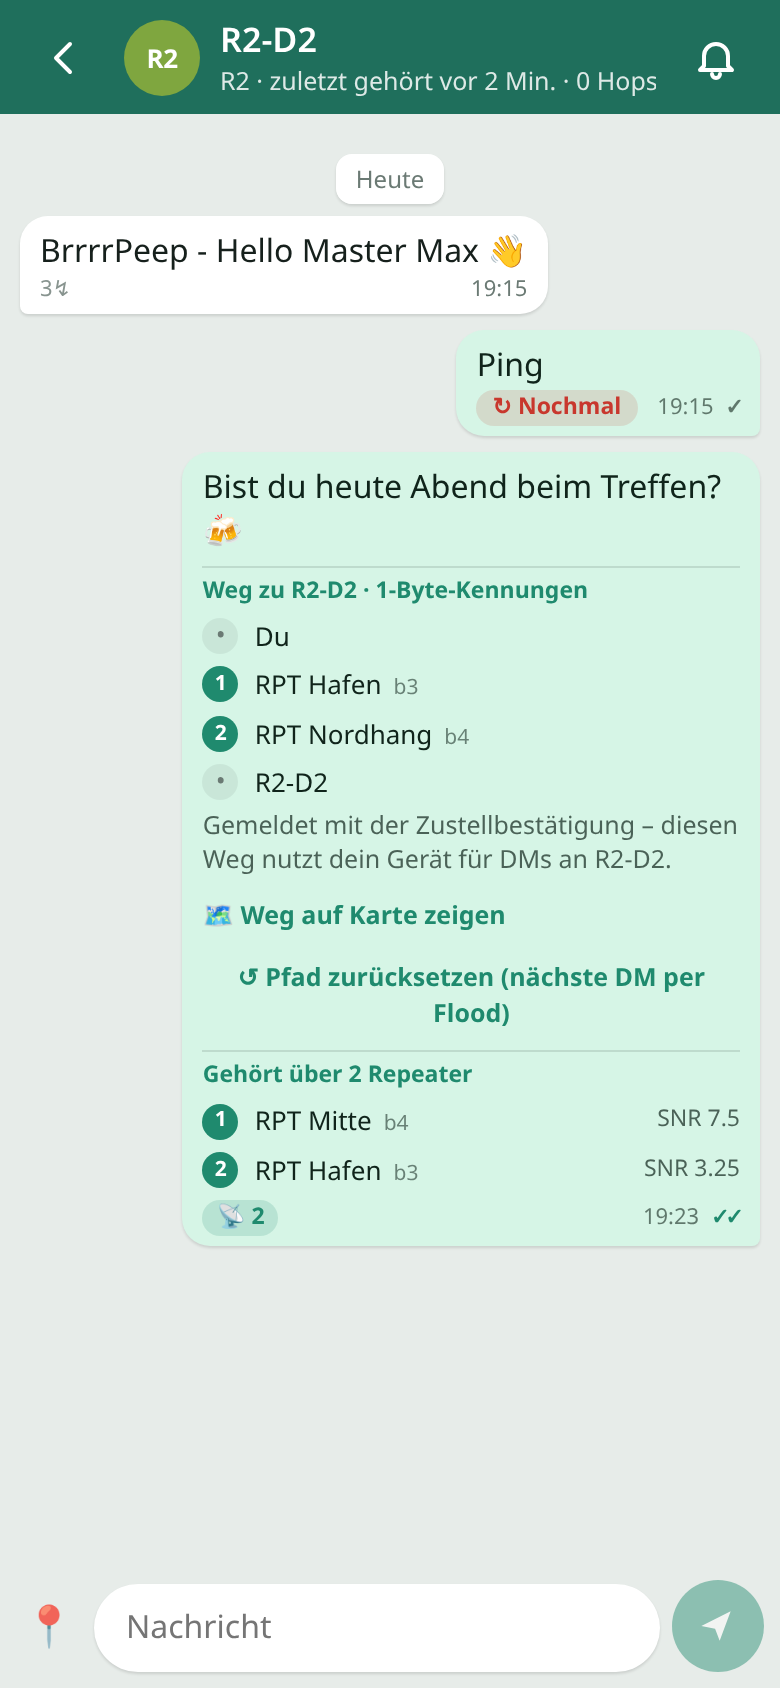 R2
R2-D2
R2 · zuletzt gehört vor 2 Min. · 0 Hops
Heute
BrrrrPeep - Hello Master Max 👋
3↯ 19:15
Ping
↻ Nochmal 19:15 ✓
Bist du heute Abend beim Treffen?
🍻
Weg zu R2-D2 · 1-Byte-Kennungen
• Du
1 RPT Hafen b3
2 RPT Nordhang b4
• R2-D2
Gemeldet mit der Zustellbestätigung – diesen
Weg nutzt dein Gerät für DMs an R2-D2.
🗺️ Weg auf Karte zeigen
↺ Pfad zurücksetzen (nächste DM per
Flood)
Gehört über 2 Repeater
1 RPT Mitte b4 SNR 7.5
2 RPT Hafen b3 SNR 3.25
📡 2 19:23 ✓✓
Nachricht